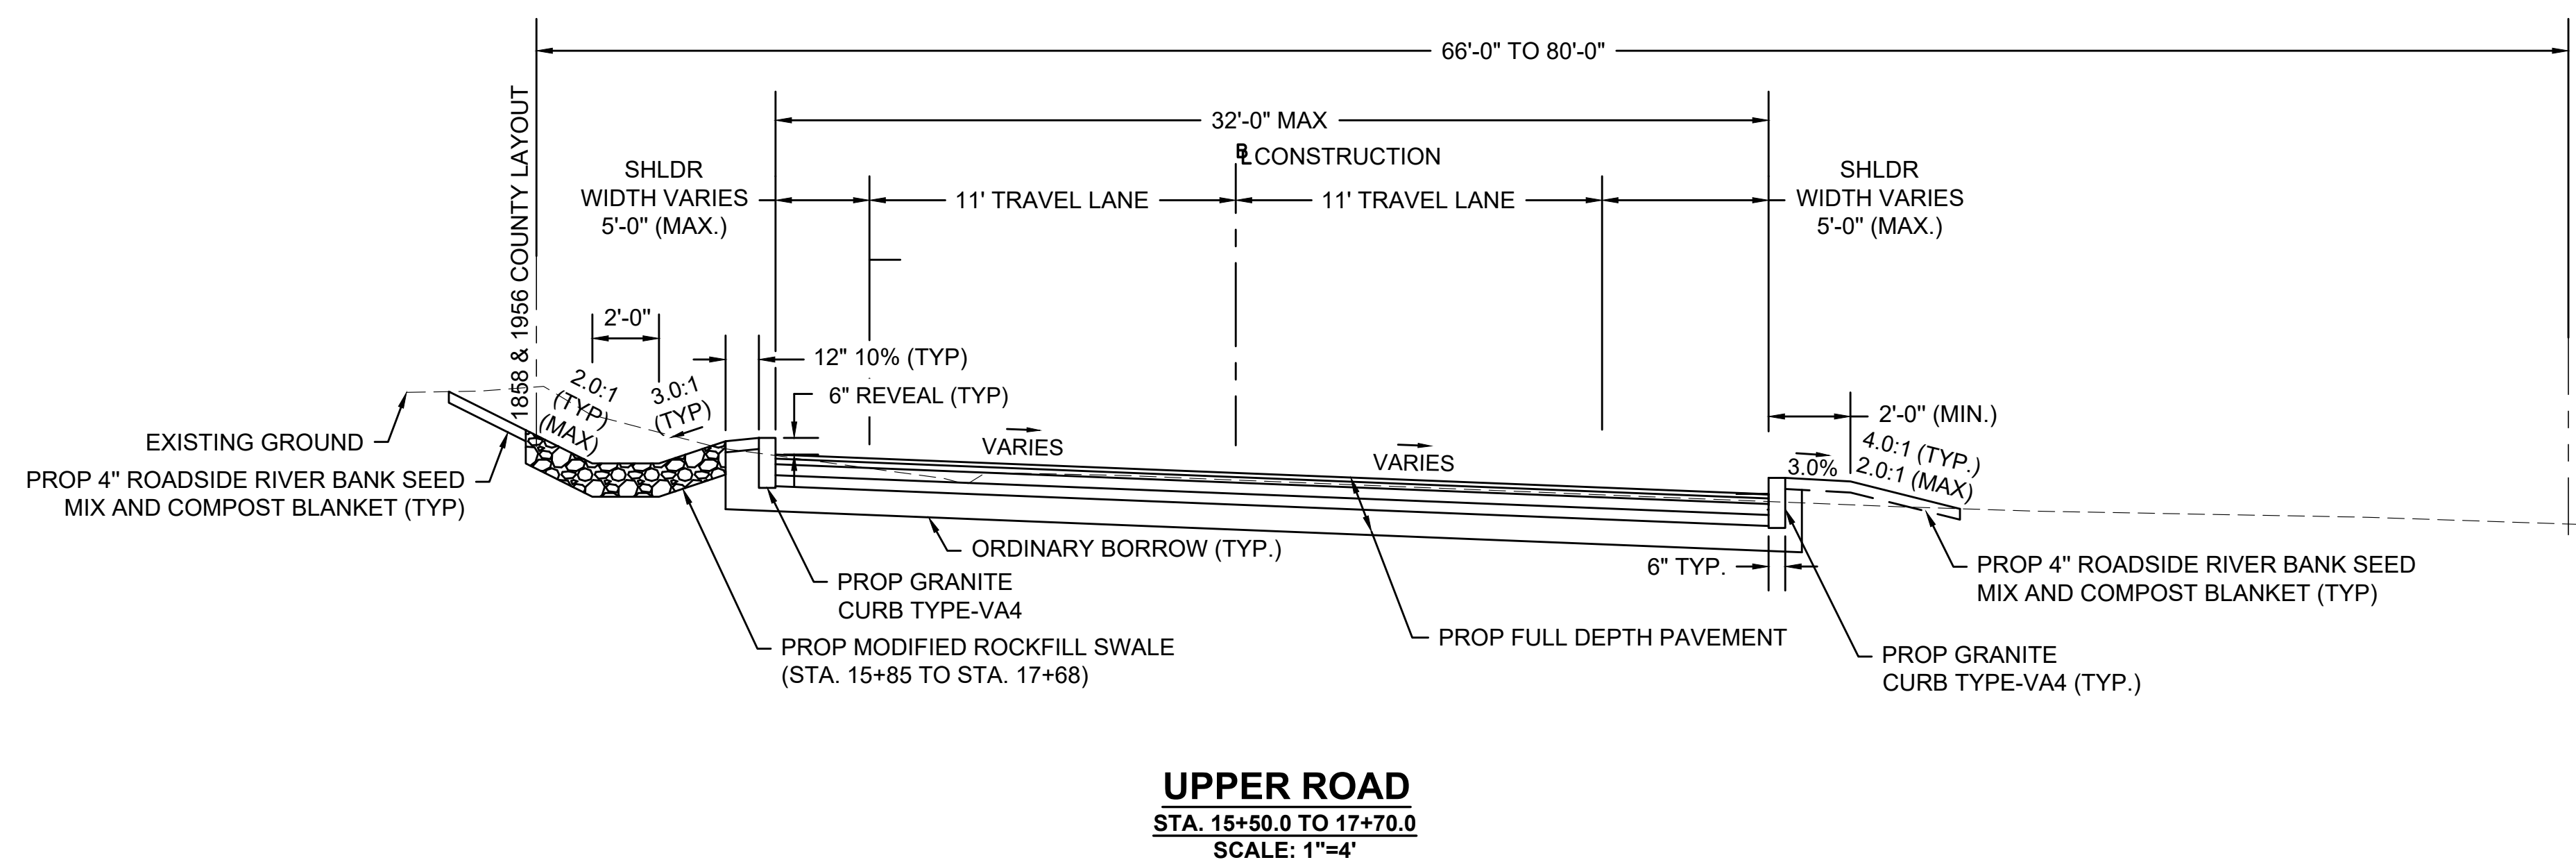 66'-0" TO 80'-0"
1858 & 1956 COUNTY LAYOUT
32'-0" MAX
BL CONSTRUCTION
SHLDR
WIDTH VARIES
5'-0" (MAX.)
11' TRAVEL LANE
11' TRAVEL LANE
SHLDR
WIDTH VARIES
5'-0" (MAX.)
2'-0"
12" 10% (TYP)
6" REVEAL (TYP)
2.0:1
(TYP)
(MAX)
3.0:1
(TYP)
EXISTING GROUND
PROP 4" ROADSIDE RIVER BANK SEED
MIX AND COMPOST BLANKET (TYP)
VARIES
VARIES
2'-0" (MIN.)
3.0%
4.0:1 (TYP.)
2.0:1 (MAX)
ORDINARY BORROW (TYP.)
PROP GRANITE
CURB TYPE-VA4
PROP MODIFIED ROCKFILL SWALE
(STA. 15+85 TO STA. 17+68)
6" TYP.
PROP FULL DEPTH PAVEMENT
PROP 4" ROADSIDE RIVER BANK SEED
MIX AND COMPOST BLANKET (TYP)
PROP GRANITE
CURB TYPE-VA4 (TYP.)
UPPER ROAD
STA. 15+50.0 TO 17+70.0
SCALE: 1"=4'